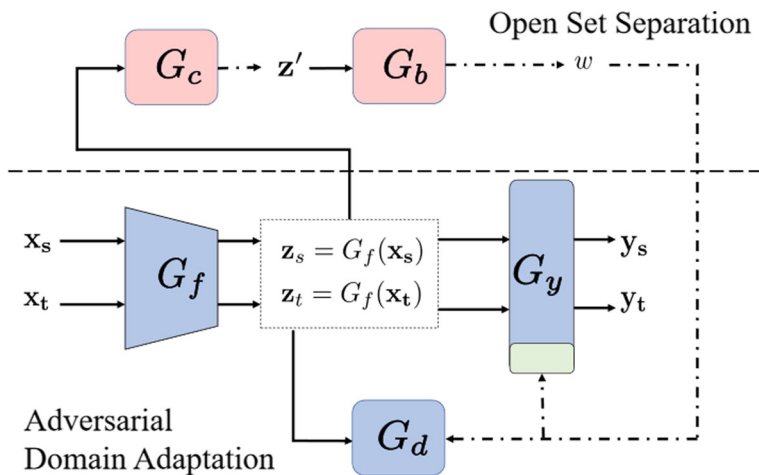 Open Set Separation
G_c
z'
G_b
w
x_s
x_t
G_f
z_s = G_f(x_s)
z_t = G_f(x_t)
G_y
y_s
y_t
Adversarial
Domain Adaptation
G_d